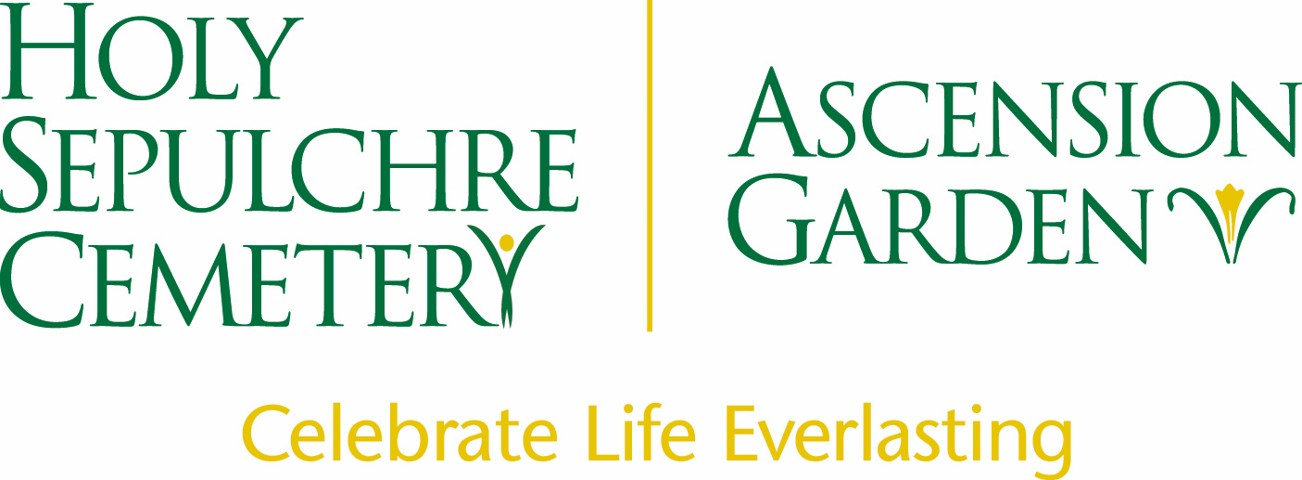 HOLY
SEPULCHRE
CEMETERY
ASCENSION
GARDEN
Celebrate Life Everlasting